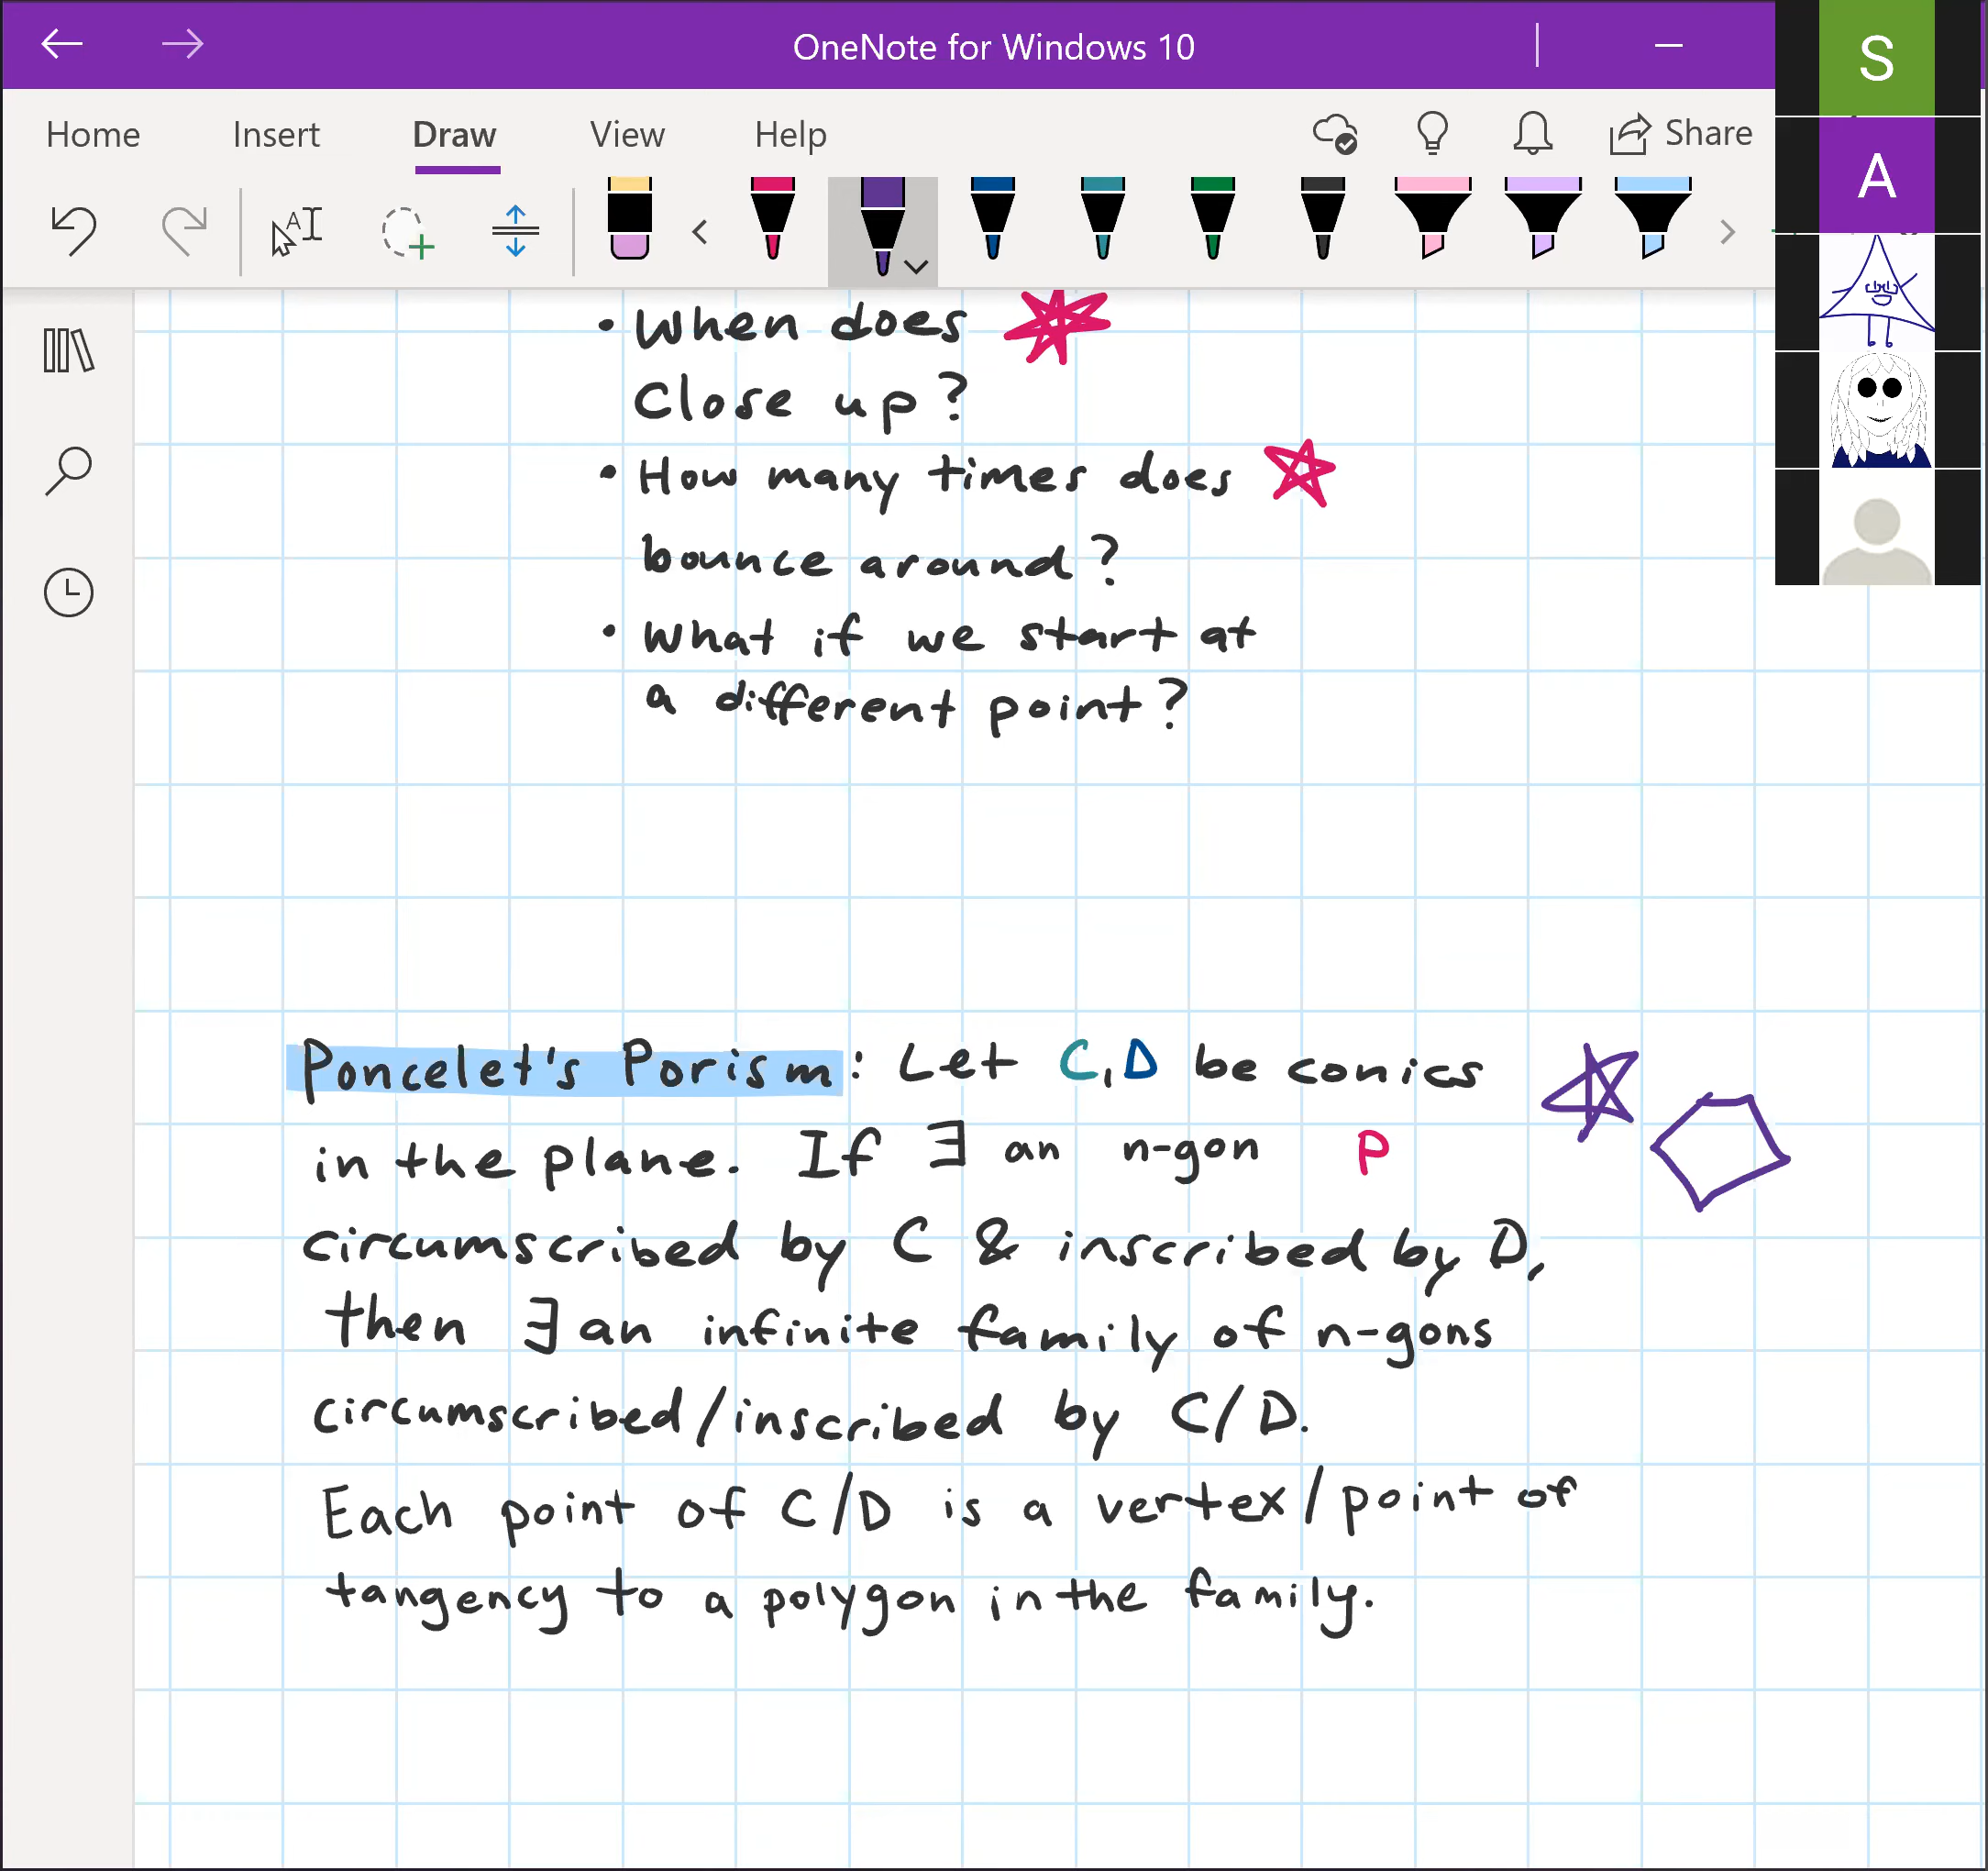 OneNote for Windows 10
S
Home Insert Draw View Help Share
A
• When does
Close up?
• How many times does
bounce around?
• What if we start at
a different point?
Poncelet's Porism: Let C, D be conics
in the plane. If ∃ an n-gon P
circumscribed by C & inscribed by D,
then ∃ an infinite family of n-gons
circumscribed/inscribed by C/D.
Each point of C/D is a vertex/point of
tangency to a polygon in the family.